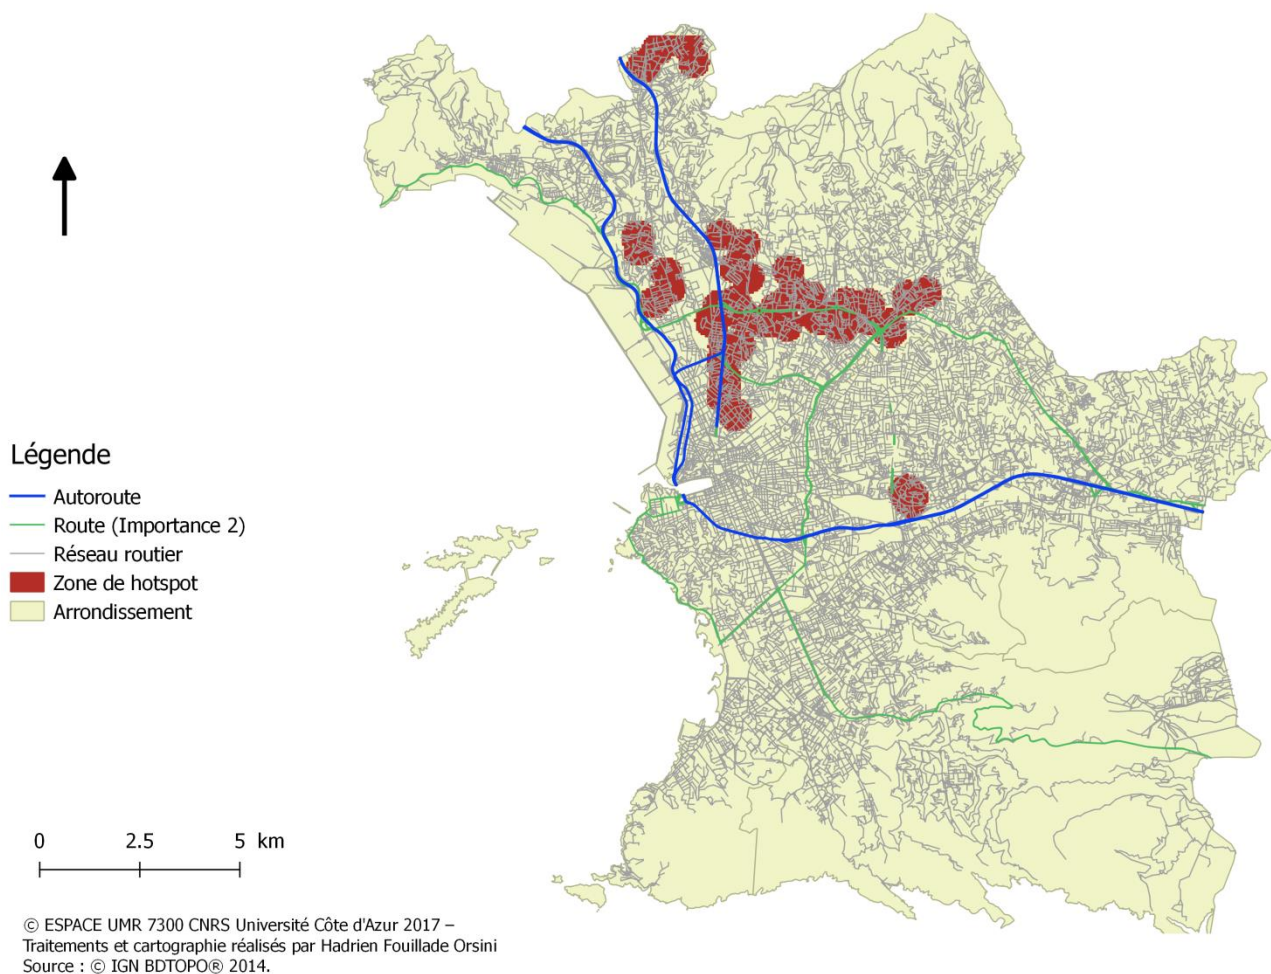 Légende
Autoroute
Route (Importance 2)
Réseau routier
Zone de hotspot
Arrondissement
0 2.5 5 km
© ESPACE UMR 7300 CNRS Université Côte d'Azur 2017 –
Traitements et cartographie réalisés par Hadrien Fouillade Orsini
Source : © IGN BDTOPO® 2014.